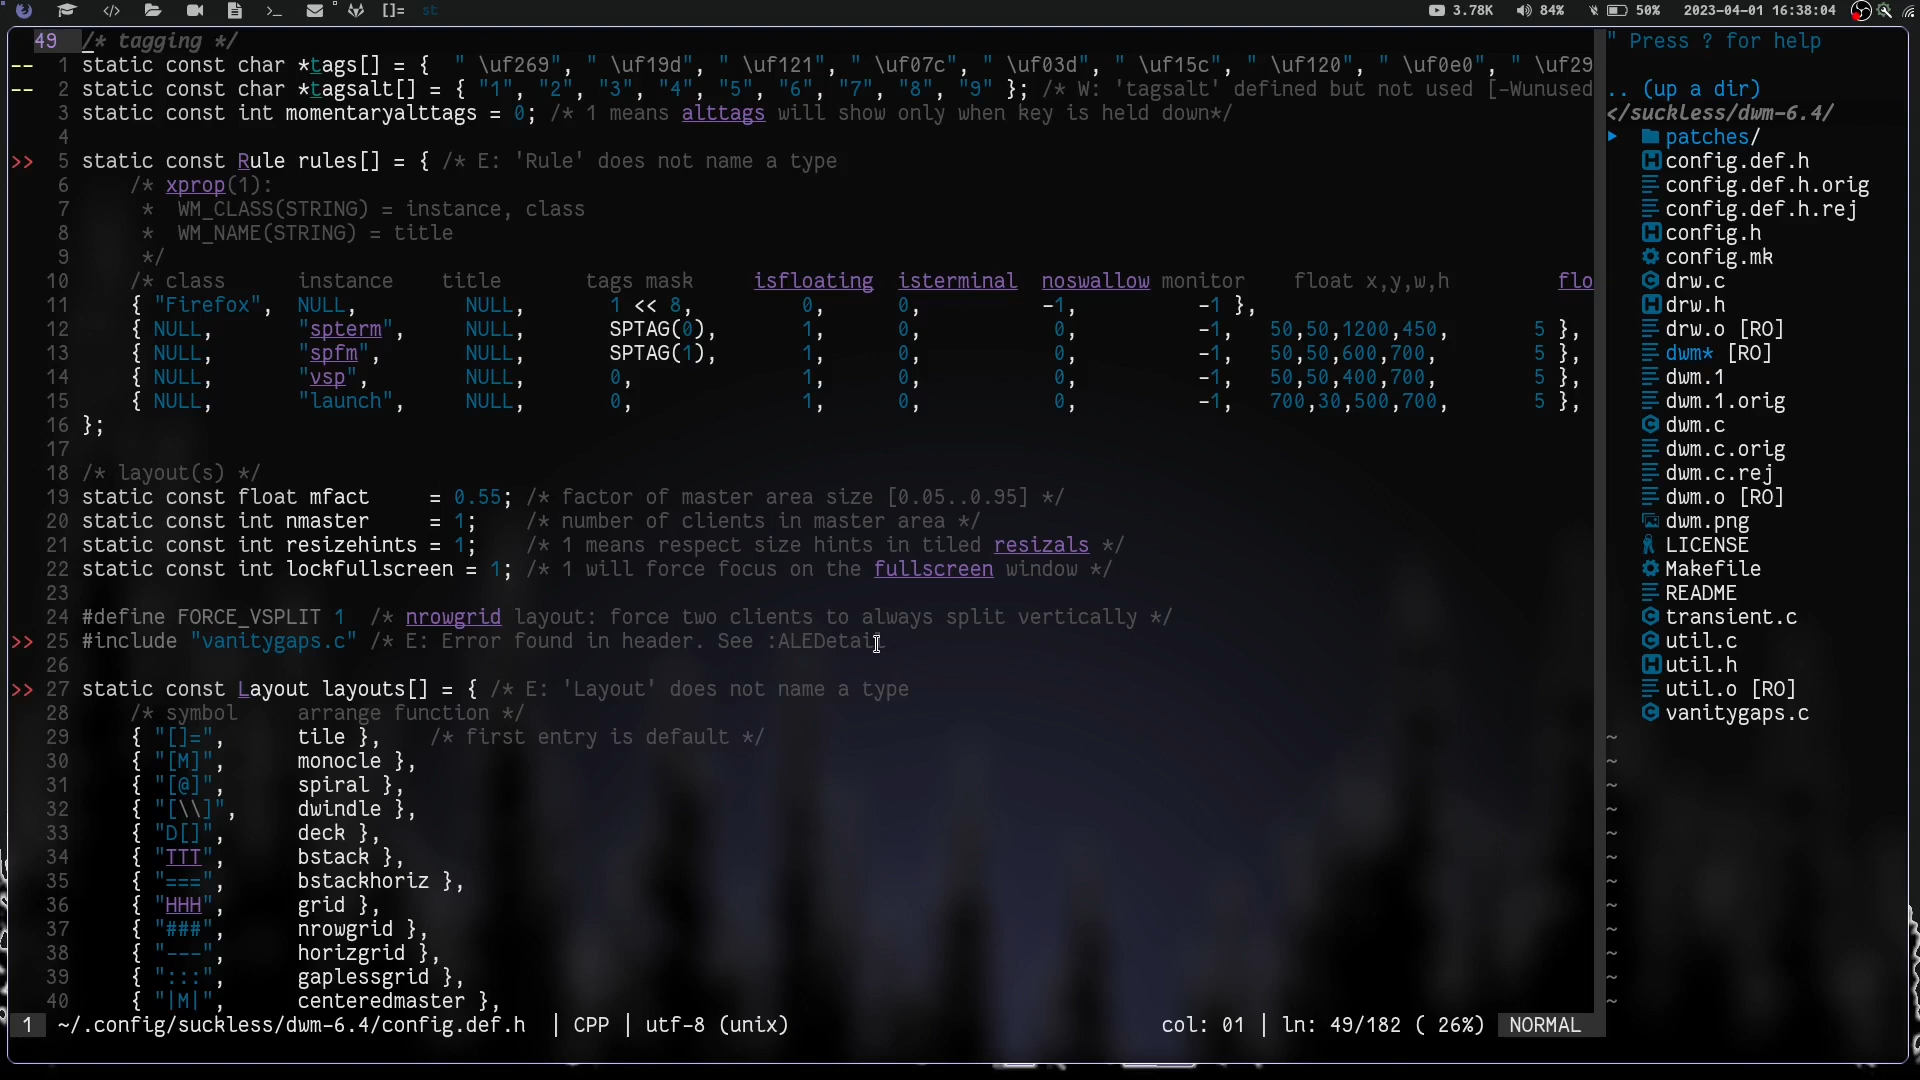 []= st 3.78K 84% 50% 2023-04-01 16:38:04
49 /* tagging */
-- 1 static const char *tags[] = { " \uf269", " \uf19d", " \uf121", " \uf07c", " \uf03d", " \uf15c", " \uf120", " \uf0e0", " \uf29
-- 2 static const char *tagsalt[] = { "1", "2", "3", "4", "5", "6", "7", "8", "9" }; /* W: 'tagsalt' defined but not used [-Wunused
3 static const int momentaryalttags = 0; /* 1 means alttags will show only when key is held down*/
4
>> 5 static const Rule rules[] = { /* E: 'Rule' does not name a type
6 /* xprop(1):
7 * WM_CLASS(STRING) = instance, class
8 * WM_NAME(STRING) = title
9 */
10 /* class instance title tags mask isfloating isterminal noswallow monitor float x,y,w,h flo
11 { "Firefox", NULL, NULL, 1 << 8, 0, 0, -1, -1 },
12 { NULL, "spterm", NULL, SPTAG(0), 1, 0, 0, -1, 50,50,1200,450, 5 },
13 { NULL, "spfm", NULL, SPTAG(1), 1, 0, 0, -1, 50,50,600,700, 5 },
14 { NULL, "vsp", NULL, 0, 1, 0, 0, -1, 50,50,400,700, 5 },
15 { NULL, "launch", NULL, 0, 1, 0, 0, -1, 700,30,500,700, 5 },
16 };
17
18 /* layout(s) */
19 static const float mfact = 0.55; /* factor of master area size [0.05..0.95] */
20 static const int nmaster = 1; /* number of clients in master area */
21 static const int resizehints = 1; /* 1 means respect size hints in tiled resizals */
22 static const int lockfullscreen = 1; /* 1 will force focus on the fullscreen window */
23
24 #define FORCE_VSPLIT 1 /* nrowgrid layout: force two clients to always split vertically */
>> 25 #include "vanitygaps.c" /* E: Error found in header. See :ALEDetail
26
>> 27 static const Layout layouts[] = { /* E: 'Layout' does not name a type
28 /* symbol arrange function */
29 { "[]=", tile }, /* first entry is default */
30 { "[M]", monocle },
31 { "[@]", spiral },
32 { "[\\]", dwindle },
33 { "D[]", deck },
34 { "TTT", bstack },
35 { "===", bstackhoriz },
36 { "HHH", grid },
37 { "###", nrowgrid },
38 { "---", horizgrid },
39 { ":::", gaplessgrid },
40 { "|M|", centeredmaster },
1 ~/.config/suckless/dwm-6.4/config.def.h | CPP | utf-8 (unix) col: 01 | ln: 49/182 ( 26%) NORMAL
" Press ? for help
.. (up a dir)
</suckless/dwm-6.4/
patches/
config.def.h
config.def.h.orig
config.def.h.rej
config.h
config.mk
drw.c
drw.h
drw.o [RO]
dwm* [RO]
dwm.1
dwm.1.orig
dwm.c
dwm.c.orig
dwm.c.rej
dwm.o [RO]
dwm.png
LICENSE
Makefile
README
transient.c
util.c
util.h
util.o [RO]
vanitygaps.c
~
~
~
~
~
~
~
~
~
~
~
~